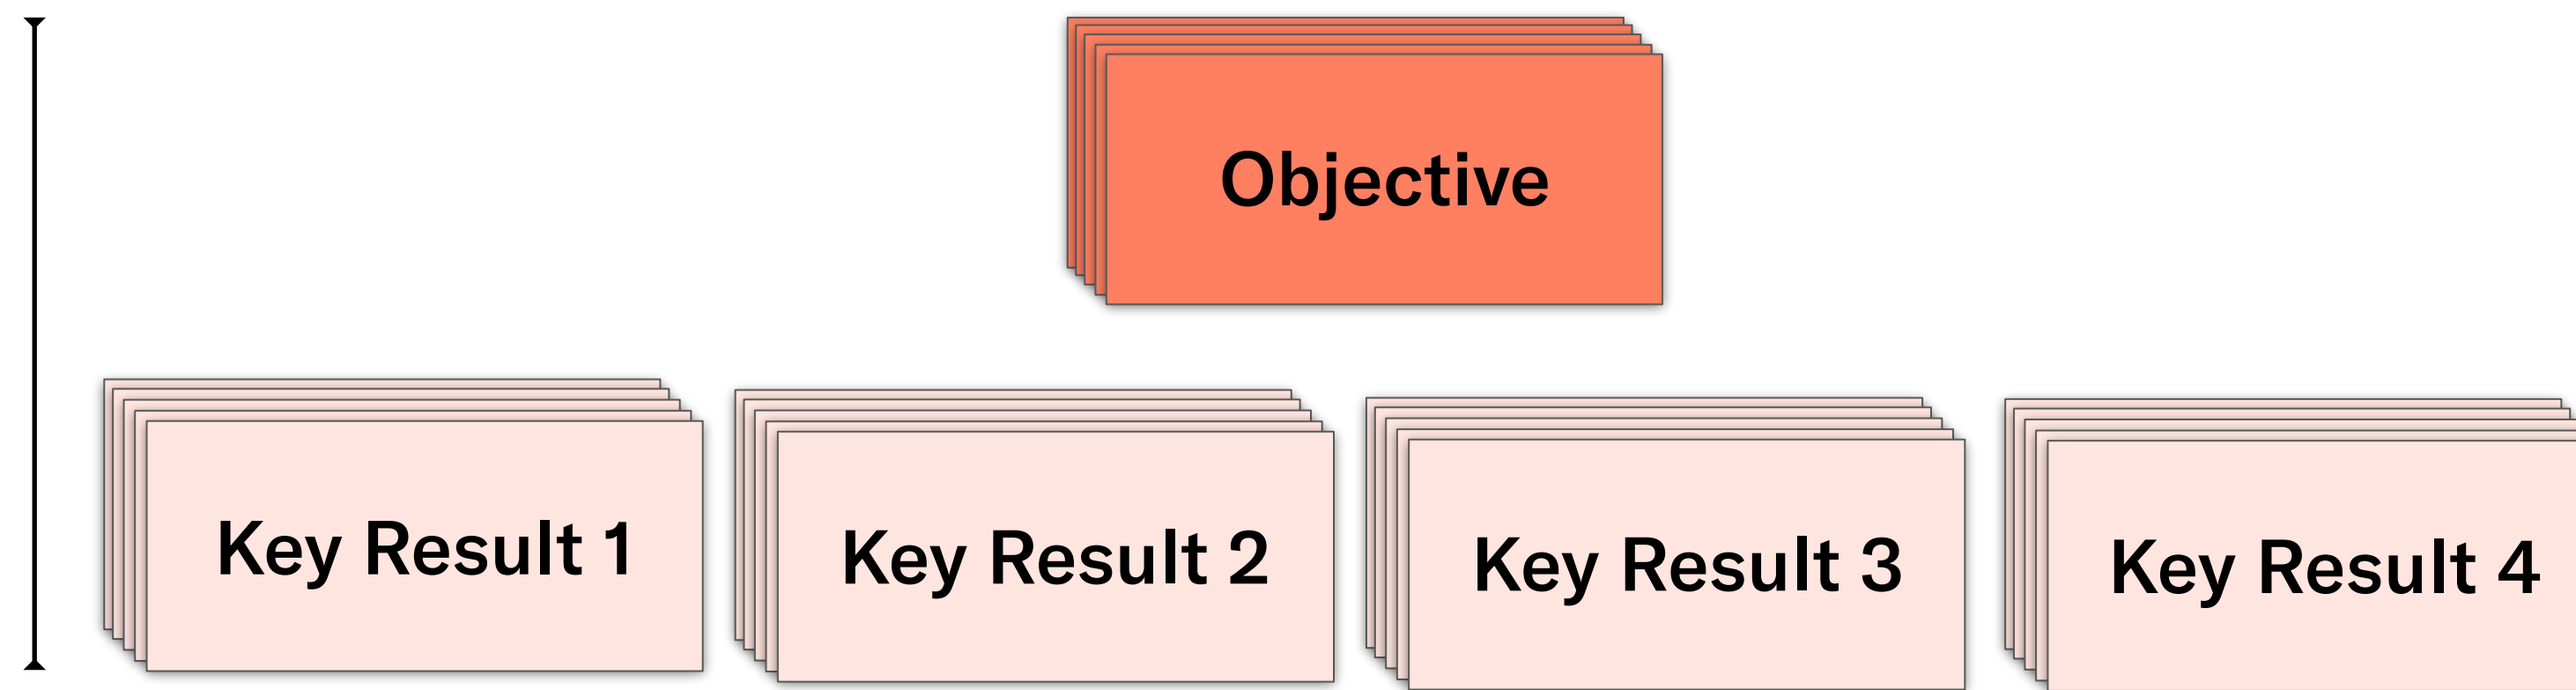 Objective
Key Result 1
Key Result 2
Key Result 3
Key Result 4